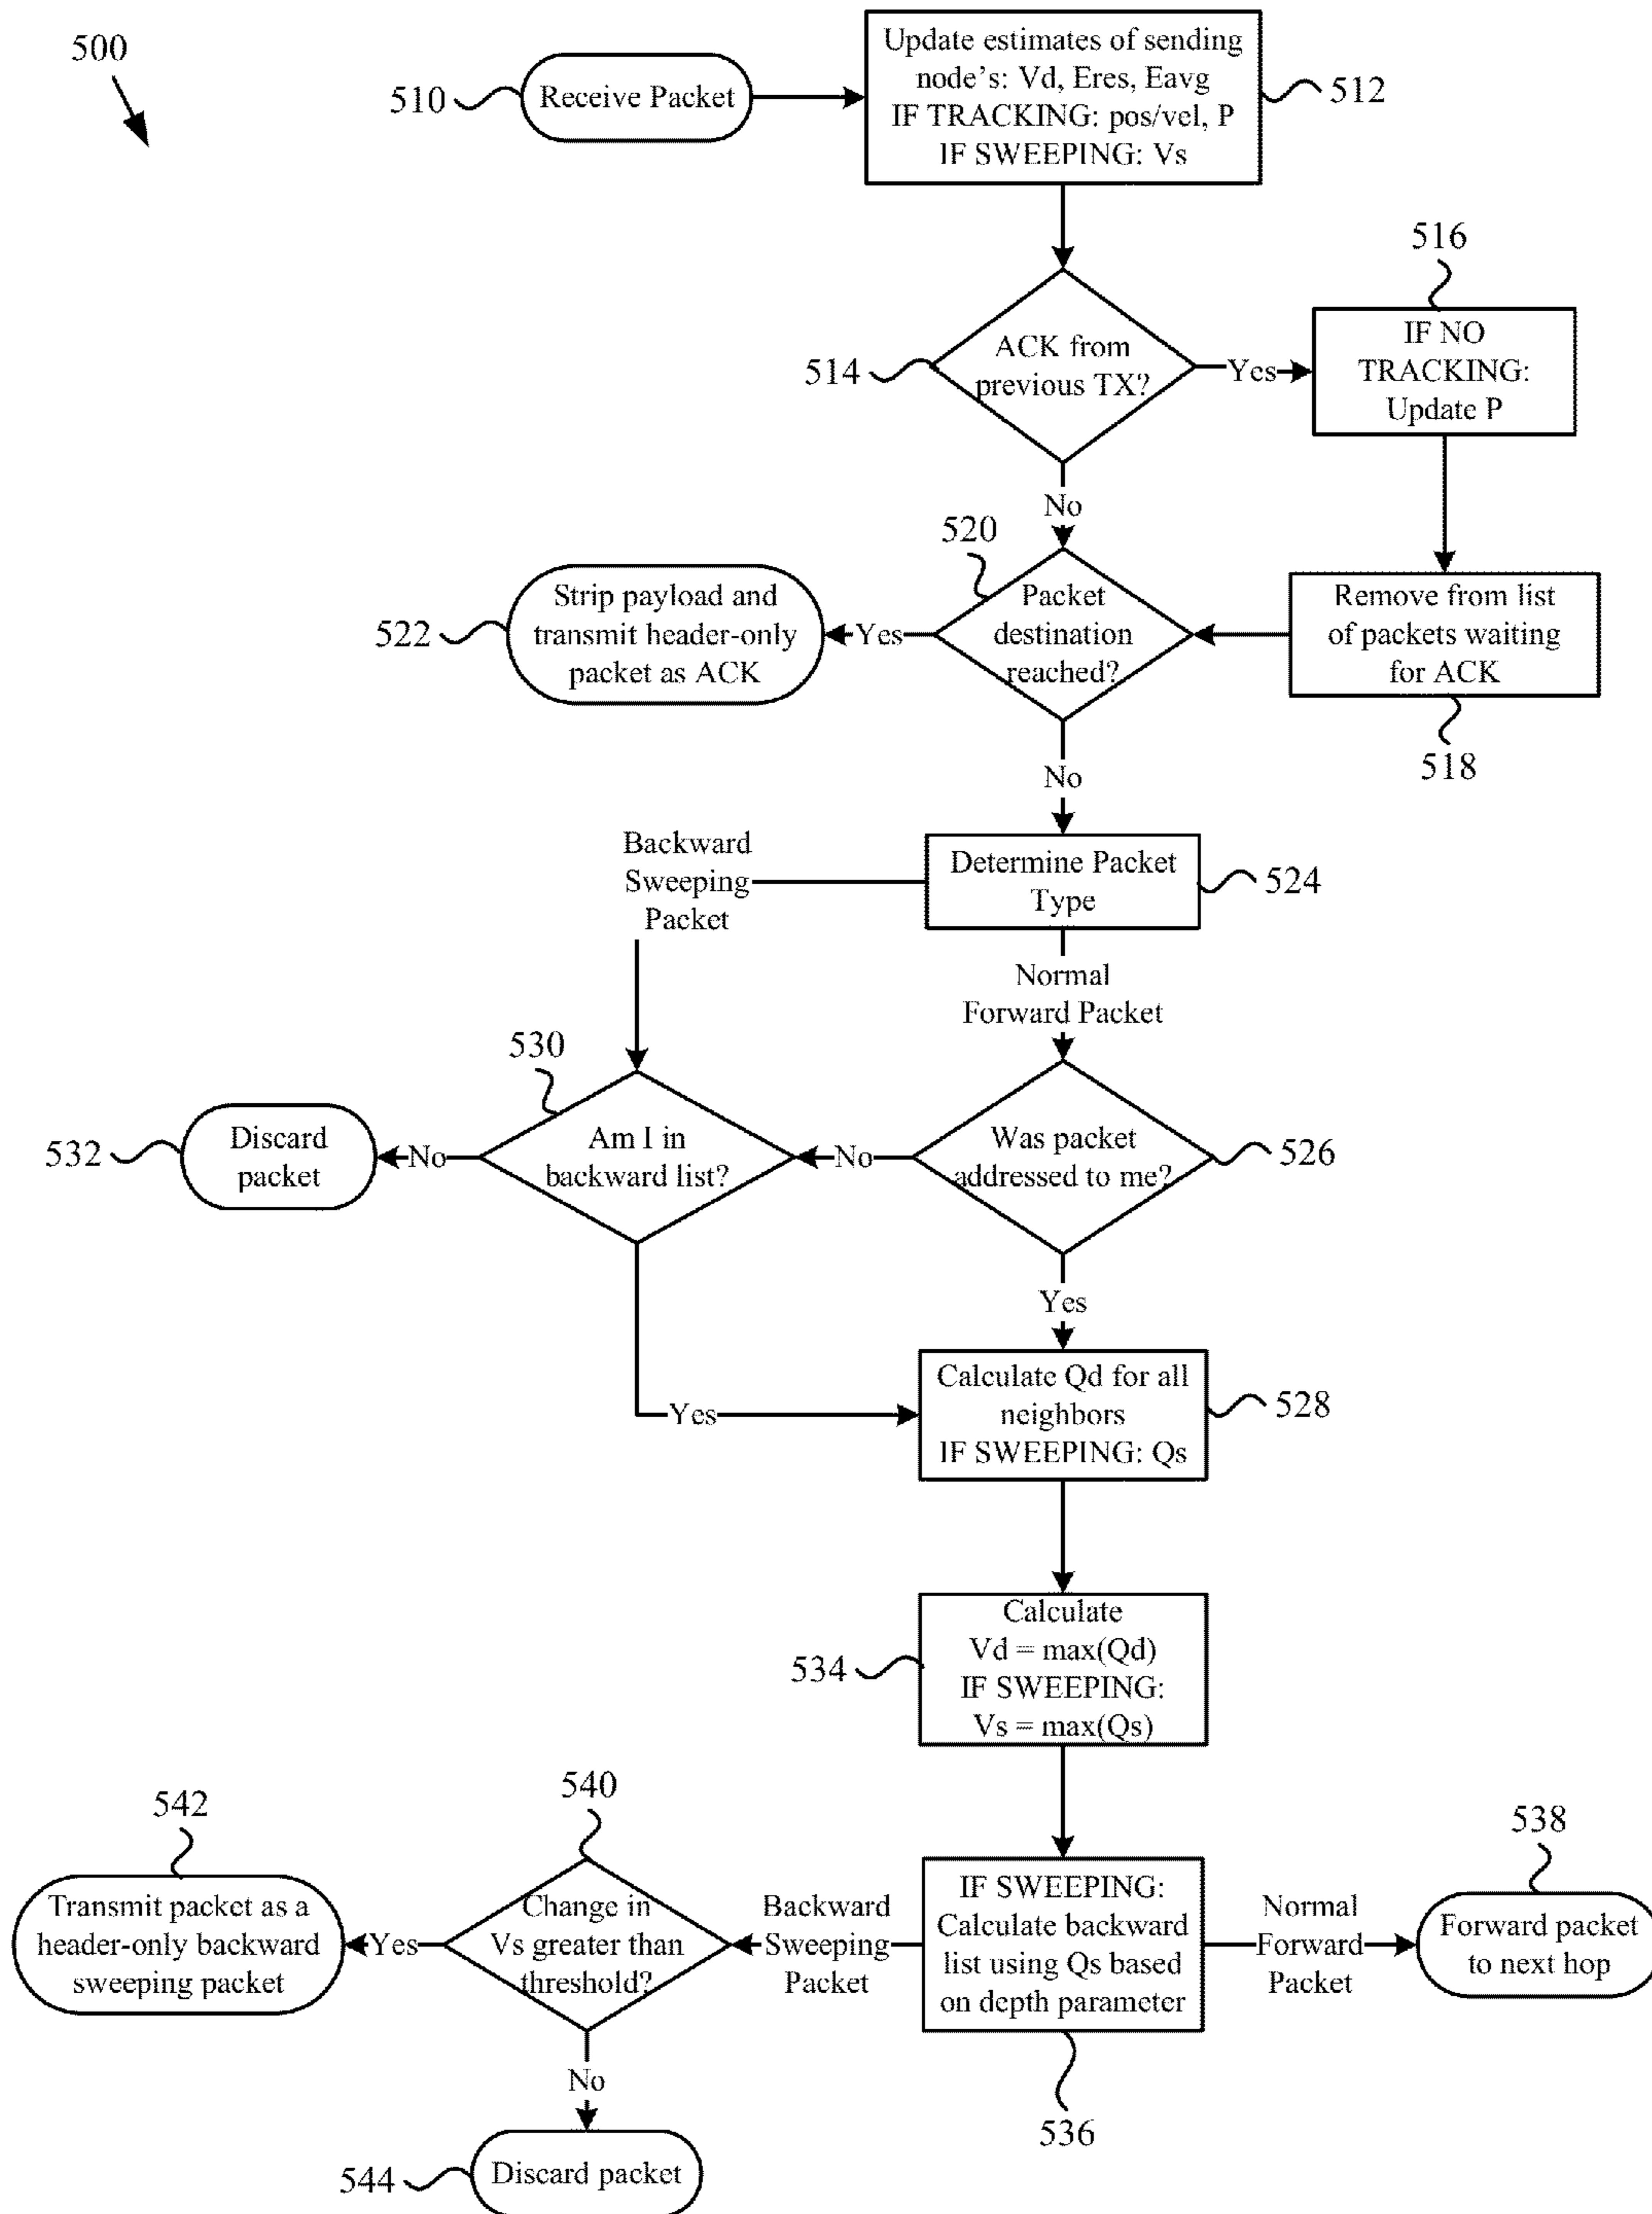 500
510
Receive Packet
Update estimates of sending
node's: Vd, Eres, Eavg
IF TRACKING: pos/vel, P
IF SWEEPING: Vs
512
514
ACK from
previous TX?
Yes
516
IF NO
TRACKING:
Update P
No
520
522
Strip payload and
transmit header-only
packet as ACK
Yes
Packet
destination
reached?
Remove from list
of packets waiting
for ACK
518
No
Backward
Sweeping
Packet
Determine Packet
Type
524
Normal
Forward Packet
530
532
Discard
packet
No
Am I in
backward list?
No
Was packet
addressed to me?
526
Yes
Yes
Calculate Qd for all
neighbors
IF SWEEPING: Qs
528
534
Calculate
Vd = max(Qd)
IF SWEEPING:
Vs = max(Qs)
542
540
538
Transmit packet as a
header-only backward
sweeping packet
Yes
Change in
Vs greater than
threshold?
Backward
Sweeping
Packet
IF SWEEPING:
Calculate backward
list using Qs based
on depth parameter
Normal
Forward
Packet
Forward packet
to next hop
No
536
544
Discard packet